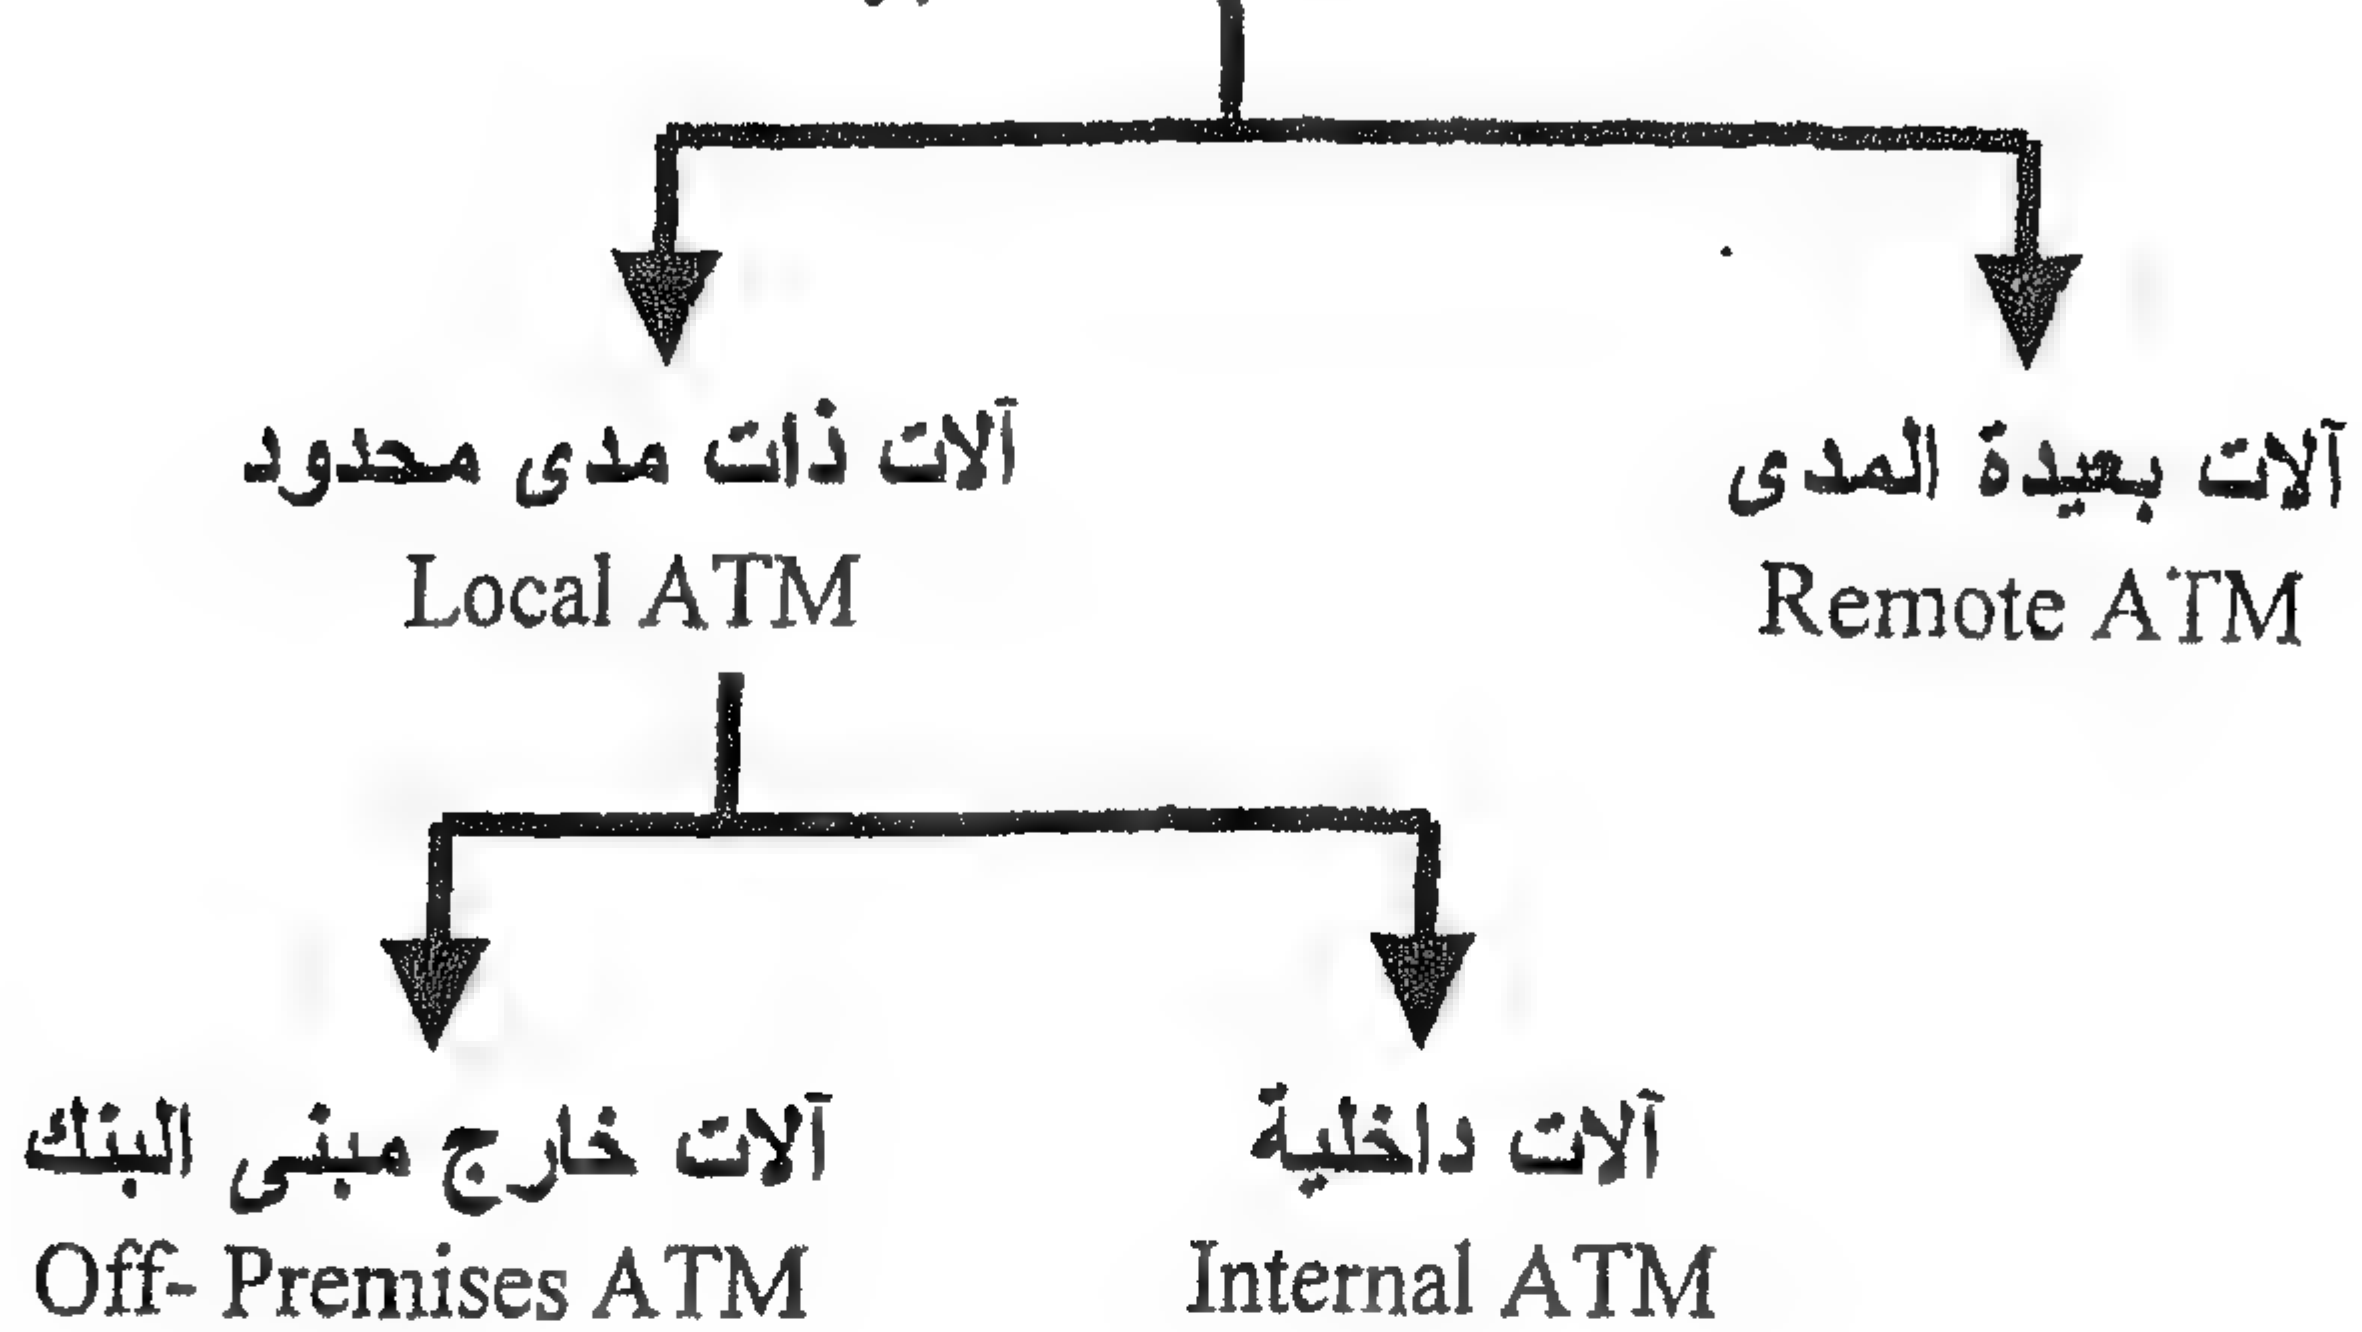 آلات بعيدة المدى
Remote ATM
آلات ذات مدى محدود
Local ATM
آلات داخلية
Internal ATM
آلات خارج مبنى البنك
Off- Premises ATM